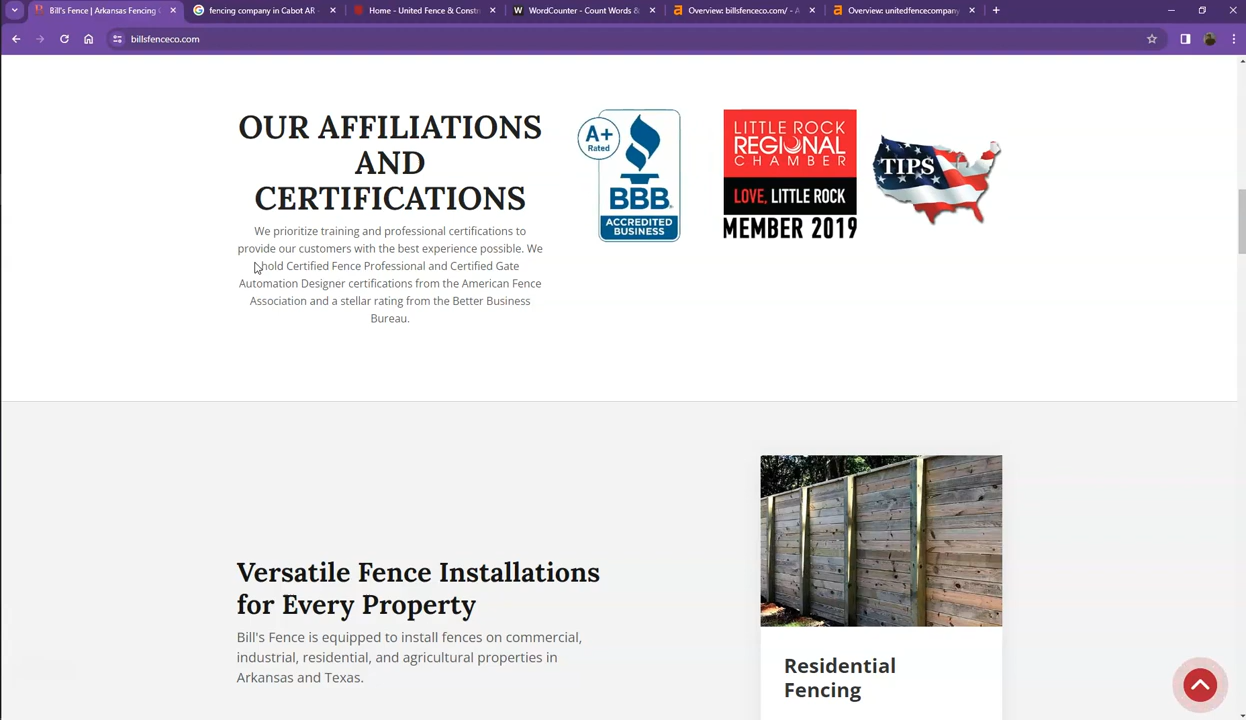 Bill's Fence | Arkansas Fencing
fencing company in Cabot AR -
Home - United Fence & Constr
WordCounter - Count Words &
Overview: billsfenceco.com/ - A
Overview: unitedfencecompany
billsfenceco.com
OUR AFFILIATIONS
AND
CERTIFICATIONS
We prioritize training and professional certifications to
provide our customers with the best experience possible. We
hold Certified Fence Professional and Certified Gate
Automation Designer certifications from the American Fence
Association and a stellar rating from the Better Business
Bureau.
A+
Rated
BBB
ACCREDITED
BUSINESS
LITTLE ROCK
REGIONAL
CHAMBER
LOVE, LITTLE ROCK
MEMBER 2019
TIPS
Versatile Fence Installations
for Every Property
Bill's Fence is equipped to install fences on commercial,
industrial, residential, and agricultural properties in
Arkansas and Texas.
Residential
Fencing